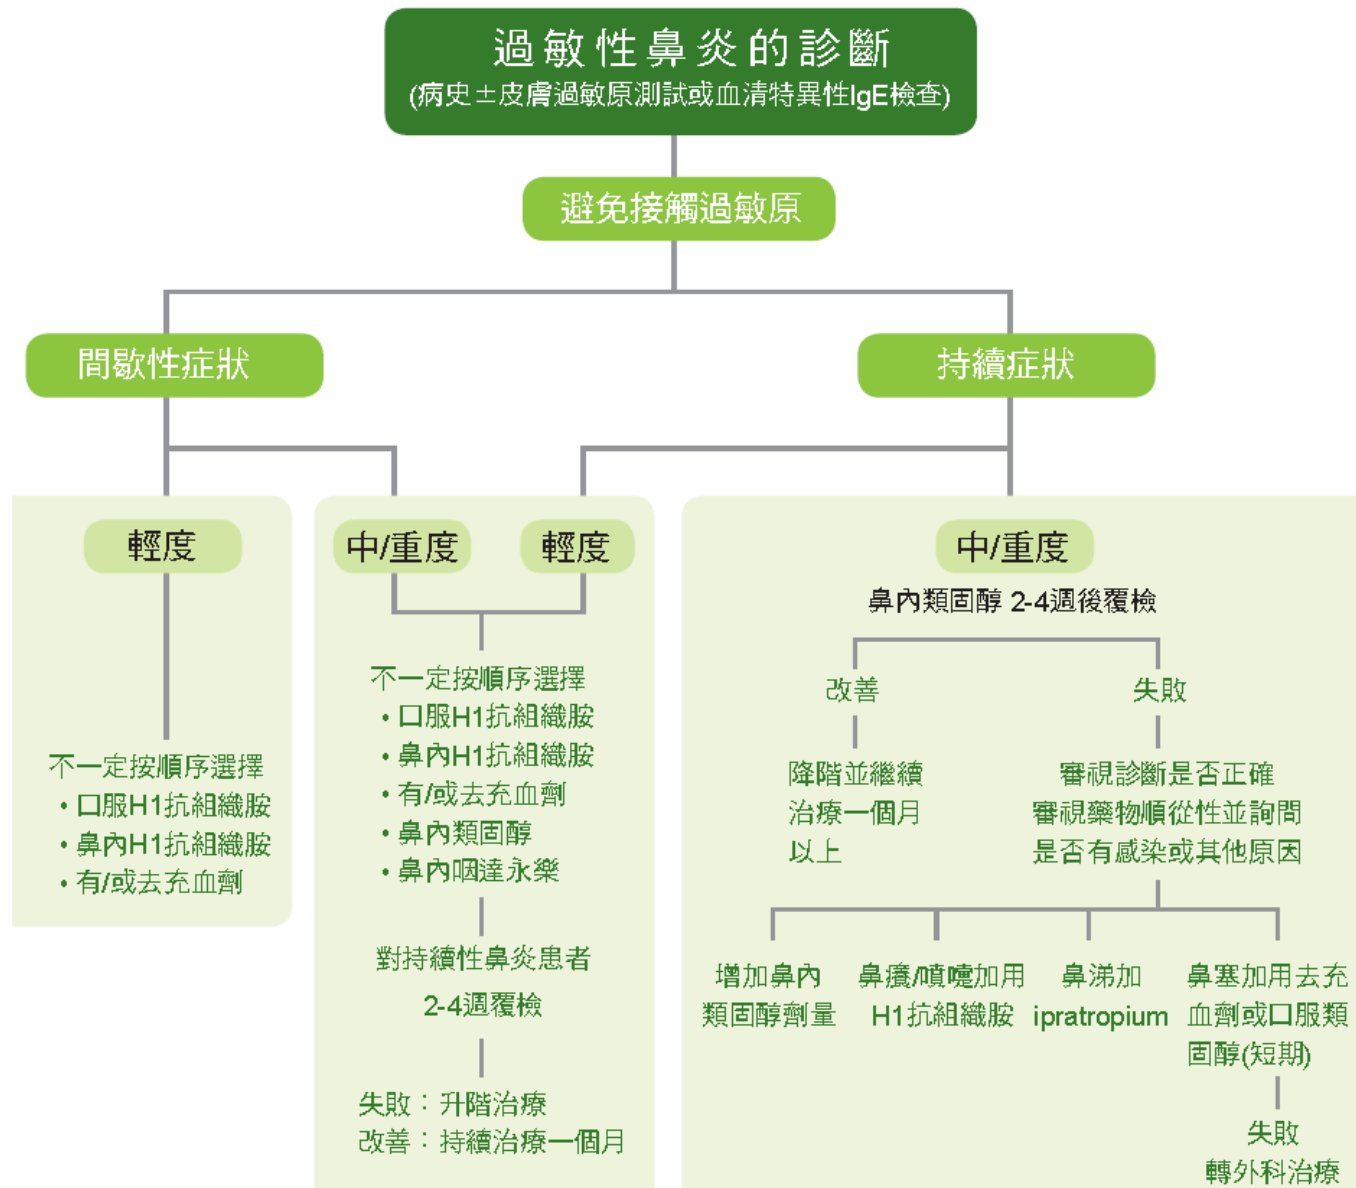 過敏性鼻炎的診斷
(病史±皮膚過敏原測試或血清特異性IgE檢查)
避免接觸過敏原
間歇性症狀
持續症狀
輕度
不一定按順序選擇
•口服H1抗組織胺
•鼻內H1抗組織胺
•有/或去充血劑
中/重度
輕度
不一定按順序選擇
•口服H1抗組織胺
•鼻內H1抗組織胺
•有/或去充血劑
•鼻內類固醇
•鼻內咽達永樂
對持續性鼻炎患者
2-4週覆檢
失敗：升階治療
改善：持續治療一個月
中/重度
鼻內類固醇 2-4週後覆檢
改善
降階並繼續
治療一個月
以上
失敗
審視診斷是否正確
審視藥物順從性並詢問
是否有感染或其他原因
增加鼻內
類固醇劑量
鼻癢/噴嚏加用
H1抗組織胺
鼻涕加
ipratropium
鼻塞加用去充
血劑或口服類
固醇(短期)
失敗
轉外科治療